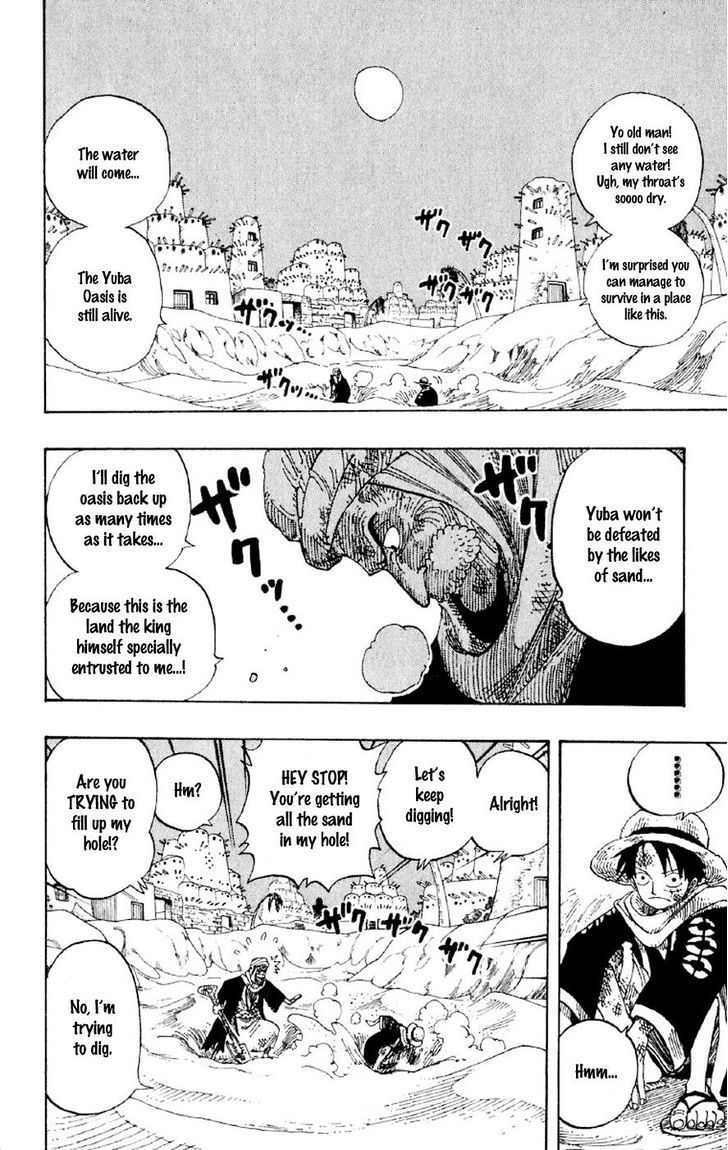 Yo old man!
I still don't see
any water!
Ugh, my throat's
soooo dry.
I'm surprised you
can manage to
survive in a place
like this.
The water
will come...
The Yuba
Oasis is
still alive.
ザク
ザク
ザク
ザク
ザクッ...
ザクッ...
Yuba won't
be defeated
by the likes
of sand...
I'll dig the
oasis back up
as many times
as it takes...
Because this is the
land the king
himself specially
entrusted to me...!
ザク
ザクッ...
......
Hmm...
Alright!
Let's
keep
digging!
HEY STOP!
You're getting
all the sand
in my hole!
Hm?
Are you
TRYING to
fill up my
hole!?
No, I'm
trying
to dig.
ザクザクザク
ザク